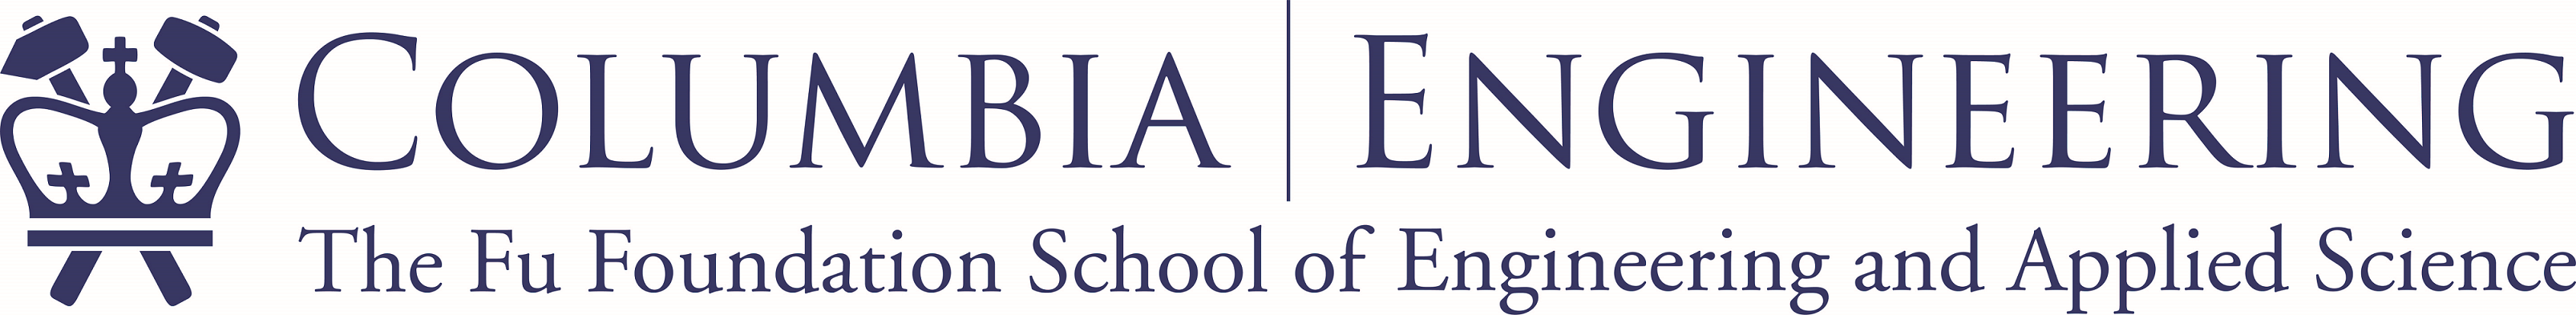 COLUMBIA | ENGINEERING
The Fu Foundation School of Engineering and Applied Science